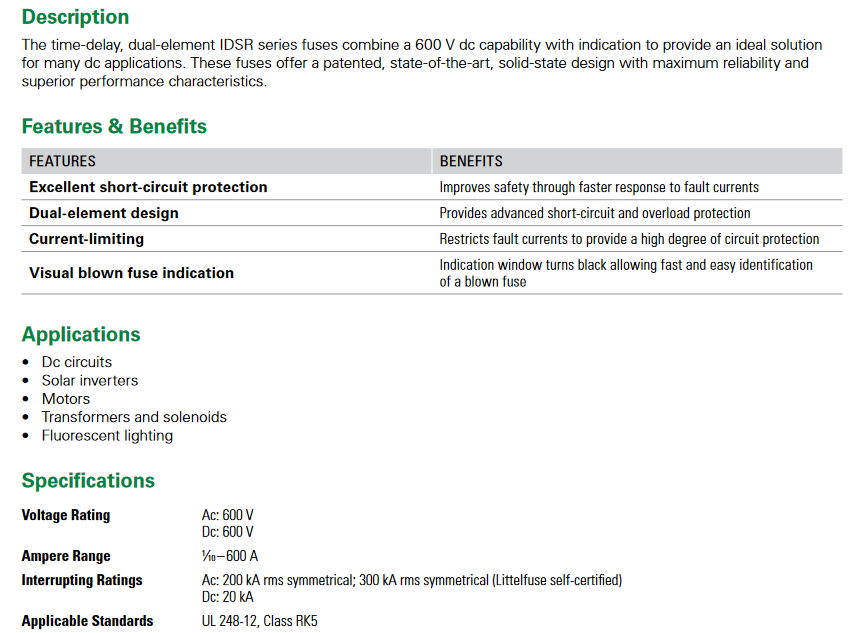 Description
The time-delay, dual-element IDSR series fuses combine a 600 V dc capability with indication to provide an ideal solution
for many dc applications. These fuses offer a patented, state-of-the-art, solid-state design with maximum reliability and
superior performance characteristics.
Features & Benefits
FEATURES BENEFITS
Excellent short-circuit protection Improves safety through faster response to fault currents
Dual-element design Provides advanced short-circuit and overload protection
Current-limiting Restricts fault currents to provide a high degree of circuit protection
Visual blown fuse indication Indication window turns black allowing fast and easy identification
of a blown fuse
Applications
• Dc circuits
• Solar inverters
• Motors
• Transformers and solenoids
• Fluorescent lighting
Specifications
Voltage Rating Ac: 600 V
Dc: 600 V
Ampere Range 1⁄10–600 A
Interrupting Ratings Ac: 200 kA rms symmetrical; 300 kA rms symmetrical (Littelfuse self-certified)
Dc: 20 kA
Applicable Standards UL 248-12, Class RK5